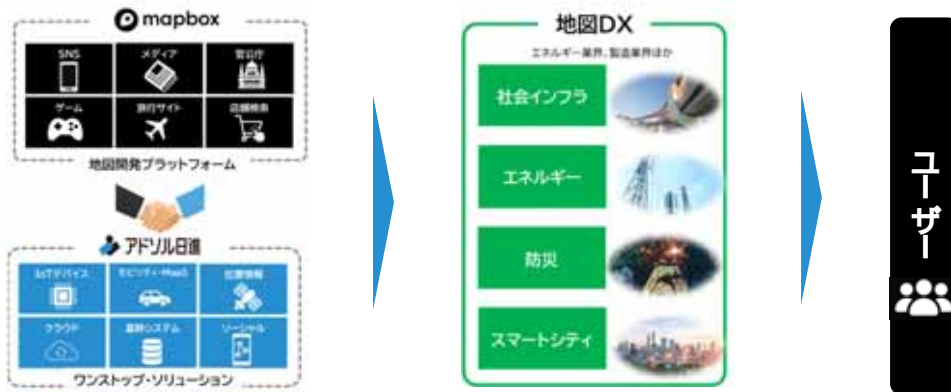 mapbox
SNS メディア 官公庁
ゲーム 旅行サイト 店舗検索
地図開発プラットフォーム
アドソル日進
IoTデバイス モビリティ・MaaS 位置情報
クラウド 基幹システム ソーシャル
ワンストップ・ソリューション
地図DX
エネルギー業界、製造業界ほか
社会インフラ
エネルギー
防災
スマートシティ
ユーザー